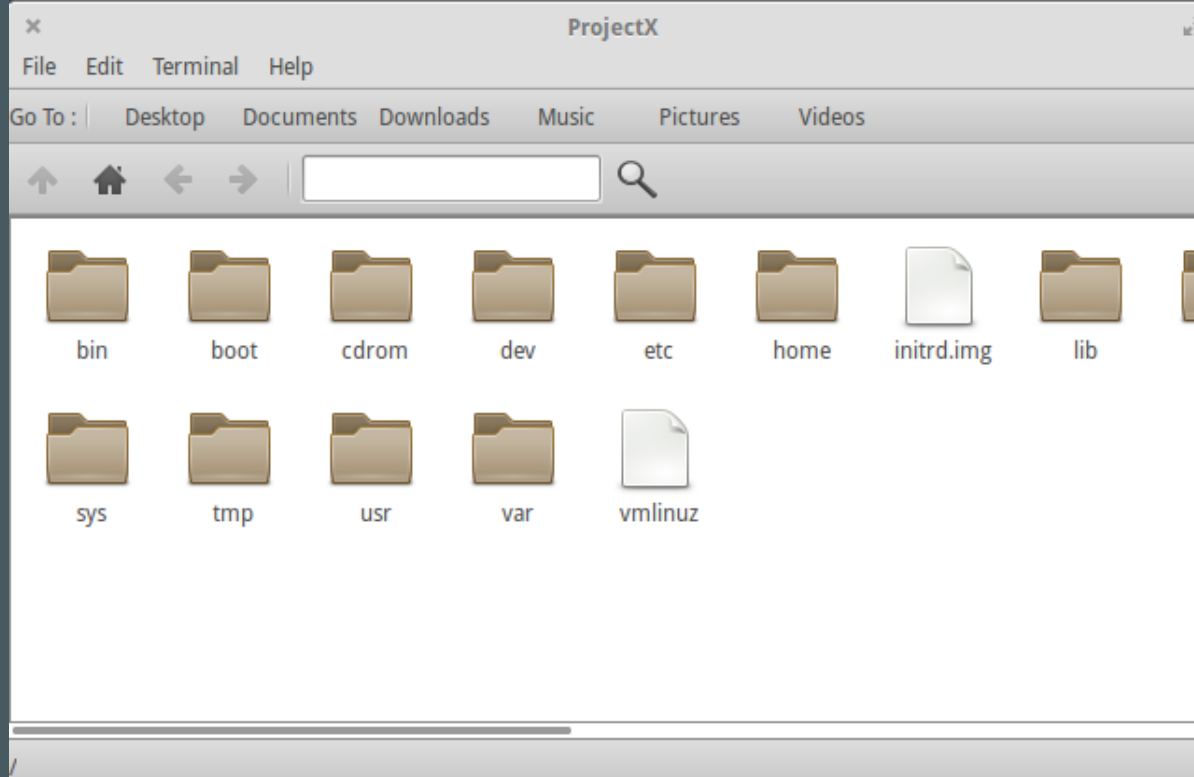 ProjectX
File Edit Terminal Help
Go To : Desktop Documents Downloads Music Pictures Videos
bin boot cdrom dev etc home initrd.img lib
sys tmp usr var vmlinuz
/